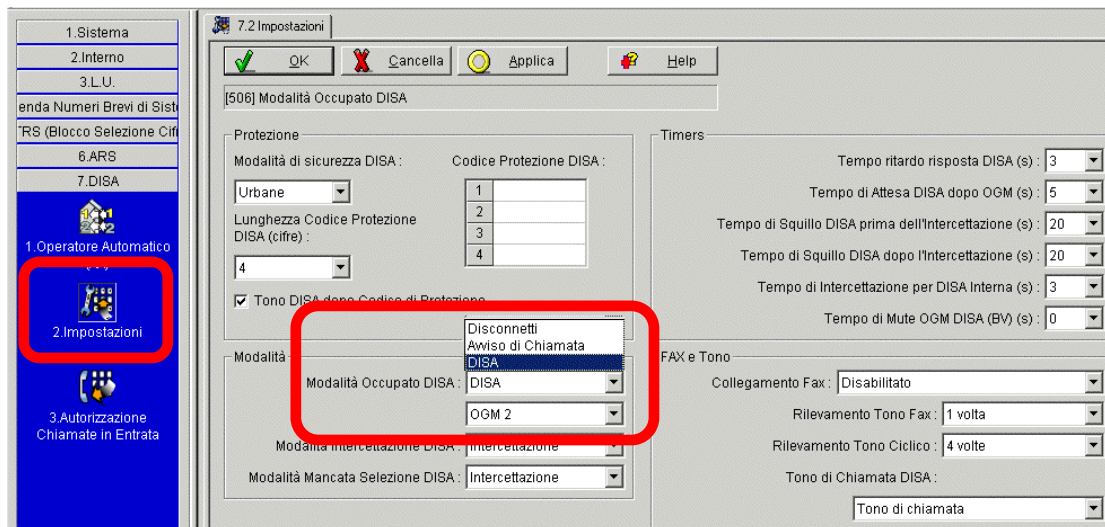 1.Sistema
2.Interno
3.L.U.
enda Numeri Brevi di Sist
RS (Blocco Selezione Cif
6.ARS
7.DISA
1.Operatore Automatico
2.Impostazioni
3.Autorizzazione
Chiamate in Entrata
7.2 Impostazioni
OK Cancella Applica Help
[506] Modalità Occupato DISA
Protezione
Modalità di sicurezza DISA :
Codice Protezione DISA :
Urbane
1
2
3
4
Lunghezza Codice Protezione
DISA (cifre) :
4
Tono DISA dopo Codice di Protezione
Modalità
Disconnetti
Avviso di Chiamata
DISA
Modalità Occupato DISA : DISA
OGM 2
Modalità Intercettazione DISA : Intercettazione
Modalità Mancata Selezione DISA : Intercettazione
Timers
Tempo ritardo risposta DISA (s) : 3
Tempo di Attesa DISA dopo OGM (s) : 5
Tempo di Squillo DISA prima dell'Intercettazione (s) : 20
Tempo di Squillo DISA dopo l'Intercettazione (s) : 20
Tempo di Intercettazione per DISA Interna (s) : 3
Tempo di Mute OGM DISA (BV) (s) : 0
FAX e Tono
Collegamento Fax : Disabilitato
Rilevamento Tono Fax : 1 volta
Rilevamento Tono Ciclico : 4 volte
Tono di Chiamata DISA :
Tono di chiamata